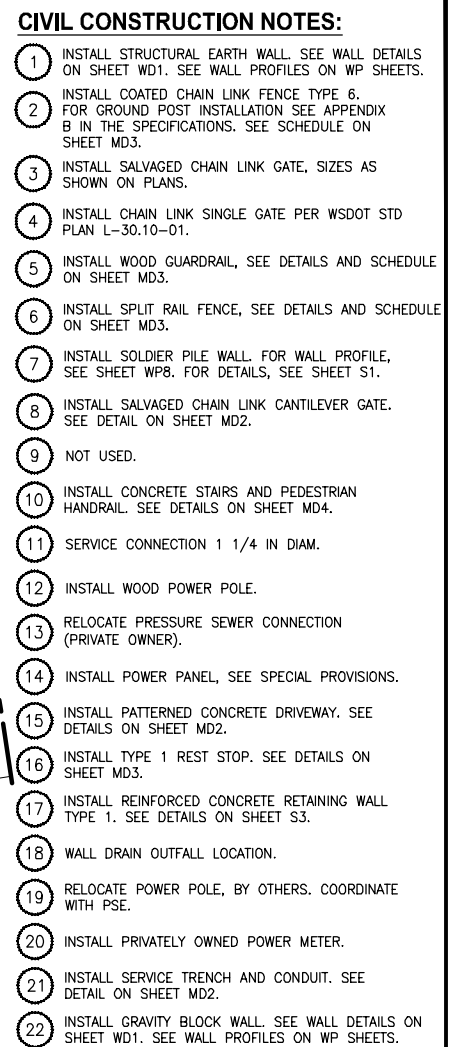 CIVIL CONSTRUCTION NOTES:
1 INSTALL STRUCTURAL EARTH WALL. SEE WALL DETAILS
ON SHEET WD1. SEE WALL PROFILES ON WP SHEETS.
2 INSTALL COATED CHAIN LINK FENCE TYPE 6.
FOR GROUND POST INSTALLATION SEE APPENDIX
B IN THE SPECIFICATIONS. SEE SCHEDULE ON
SHEET MD3.
3 INSTALL SALVAGED CHAIN LINK GATE, SIZES AS
SHOWN ON PLANS.
4 INSTALL CHAIN LINK SINGLE GATE PER WSDOT STD
PLAN L-30.10-01.
5 INSTALL WOOD GUARDRAIL, SEE DETAILS AND SCHEDULE
ON SHEET MD3.
6 INSTALL SPLIT RAIL FENCE, SEE DETAILS AND SCHEDULE
ON SHEET MD3.
7 INSTALL SOLDIER PILE WALL. FOR WALL PROFILE,
SEE SHEET WP8. FOR DETAILS, SEE SHEET S1.
8 INSTALL SALVAGED CHAIN LINK CANTILEVER GATE.
SEE DETAIL ON SHEET MD2.
9 NOT USED.
10 INSTALL CONCRETE STAIRS AND PEDESTRIAN
HANDRAIL. SEE DETAILS ON SHEET MD4.
11 SERVICE CONNECTION 1 1/4 IN DIAM.
12 INSTALL WOOD POWER POLE.
13 RELOCATE PRESSURE SEWER CONNECTION
(PRIVATE OWNER).
14 INSTALL POWER PANEL, SEE SPECIAL PROVISIONS.
15 INSTALL PATTERNED CONCRETE DRIVEWAY. SEE
DETAILS ON SHEET MD2.
16 INSTALL TYPE 1 REST STOP. SEE DETAILS ON
SHEET MD3.
17 INSTALL REINFORCED CONCRETE RETAINING WALL
TYPE 1. SEE DETAILS ON SHEET S3.
18 WALL DRAIN OUTFALL LOCATION.
19 RELOCATE POWER POLE, BY OTHERS. COORDINATE
WITH PSE.
20 INSTALL PRIVATELY OWNED POWER METER.
21 INSTALL SERVICE TRENCH AND CONDUIT. SEE
DETAIL ON SHEET MD2.
22 INSTALL GRAVITY BLOCK WALL. SEE WALL DETAILS ON
SHEET WD1. SEE WALL PROFILES ON WP SHEETS.